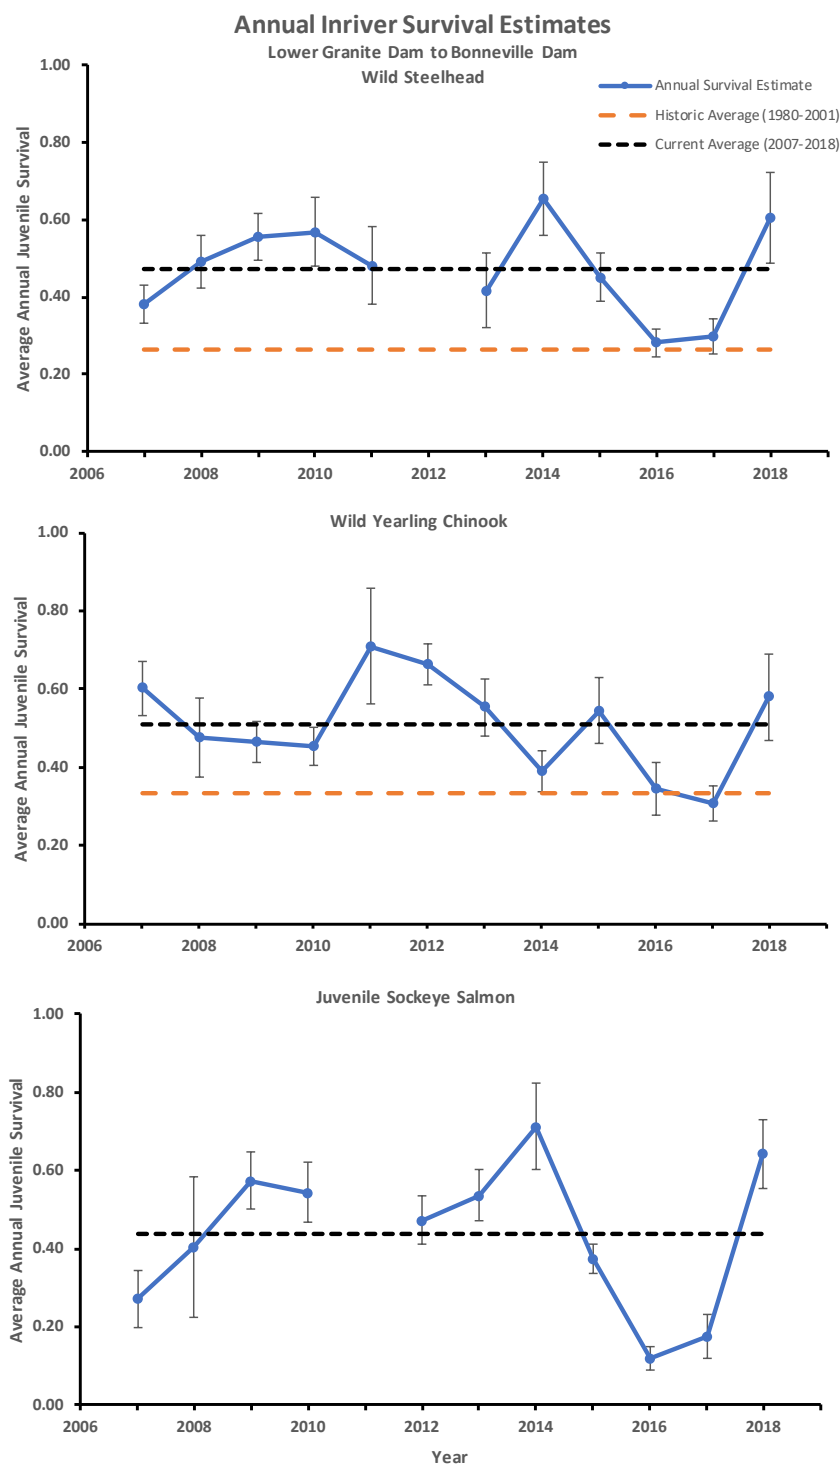 Annual Inriver Survival Estimates
Lower Granite Dam to Bonneville Dam
Wild Steelhead
Annual Survival Estimate
Historic Average (1980-2001)
Current Average (2007-2018)
Average Annual Juvenile Survival
1.00
0.80
0.60
0.40
0.20
0.00
2006 2008 2010 2012 2014 2016 2018
Wild Yearling Chinook
Average Annual Juvenile Survival
1.00
0.80
0.60
0.40
0.20
0.00
2006 2008 2010 2012 2014 2016 2018
Juvenile Sockeye Salmon
Average Annual Juvenile Survival
1.00
0.80
0.60
0.40
0.20
0.00
2006 2008 2010 2012 2014 2016 2018
Year